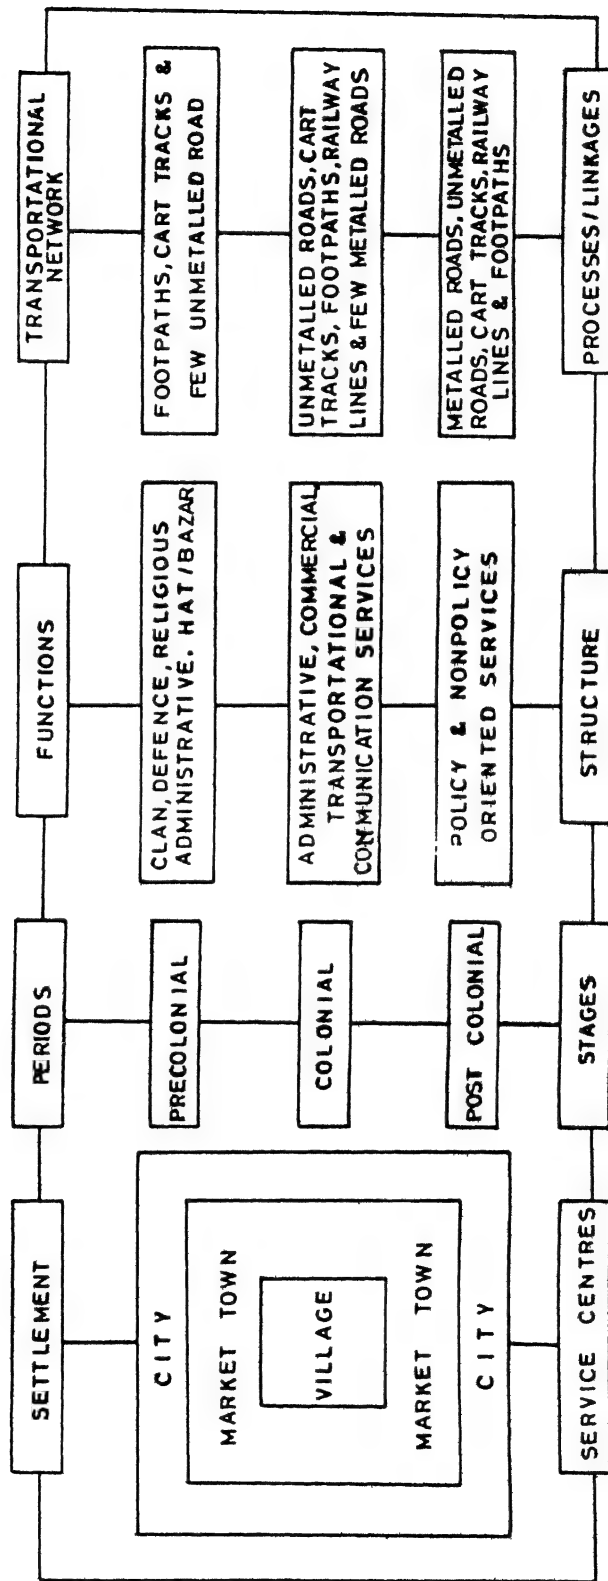 SETTLEMENT
PERIODS
FUNCTIONS
TRANSPORTATIONAL
NETWORK
CITY
MARKET TOWN
VILLAGE
MARKET TOWN
CITY
PRECOLONIAL
CLAN, DEFENCE, RELIGIOUS
ADMINISTRATIVE. HAT/BAZAR
FOOTPATHS, CART TRACKS &
FEW UNMETALLED ROAD
COLONIAL
ADMINISTRATIVE, COMMERCIAL,
TRANSPORTATIONAL &
COMMUNICATION SERVICES
UNMETALLED ROADS, CART
TRACKS, FOOTPATHS, RAILWAY
LINES & FEW METALLED ROADS
POST COLONIAL
POLICY & NONPOLICY
ORIENTED SERVICES
METALLED ROADS, UNMETALLED
ROADS, CART TRACKS, RAILWAY
LINES & FOOTPATHS
SERVICE CENTRES
STAGES
STRUCTURE
PROCESSES/LINKAGES